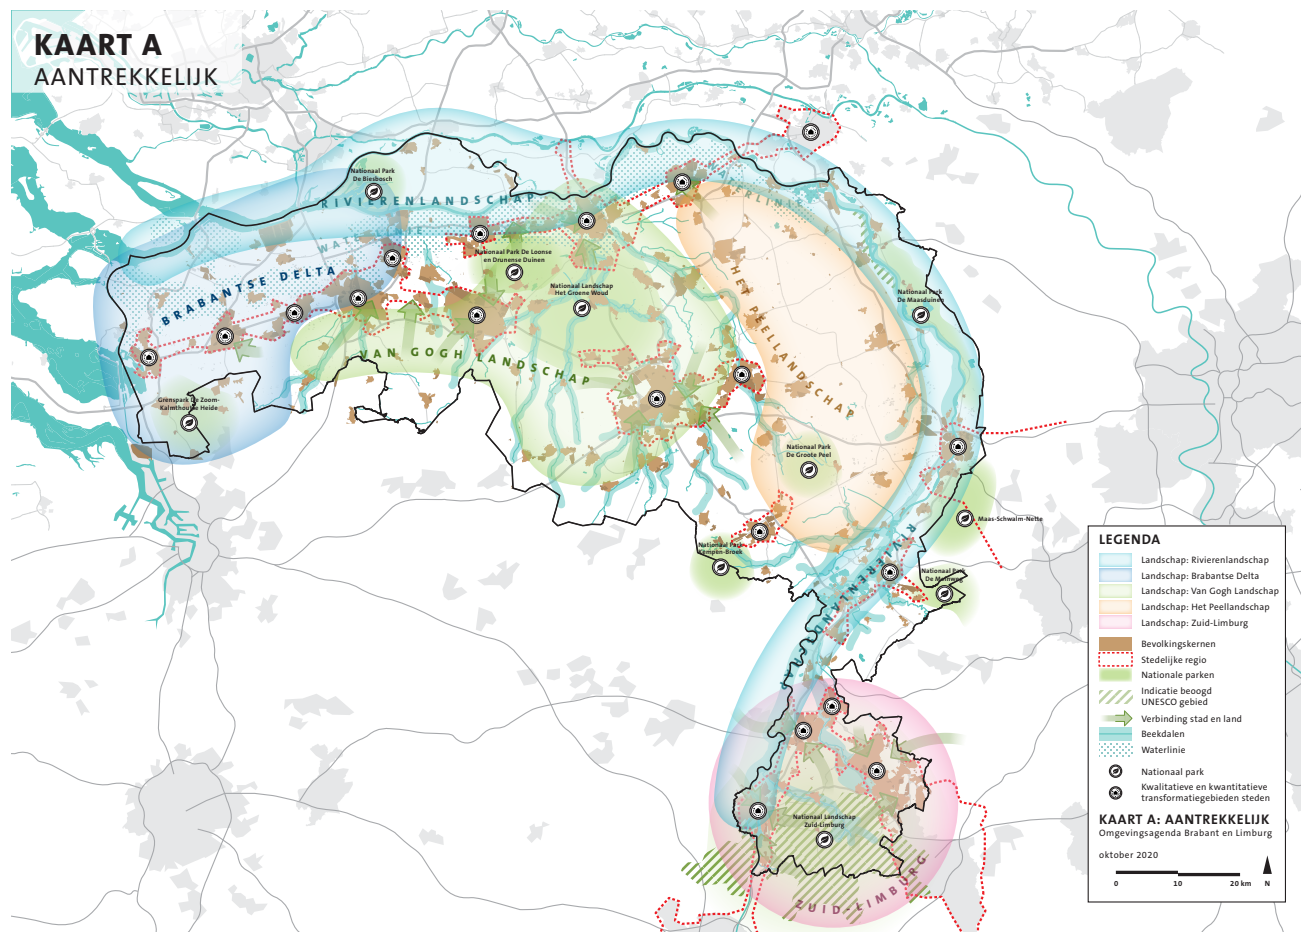 KAART A
AANTREKKELIJK
Nationaal Park
De Biesbosch
RIVIERENLANDSCHAP
WATERLINIE
WATERLINIE
BRABANTSE DELTA
Nationaal Park De Loonse
en Drunense Duinen
Nationaal Landschap
Het Groene Woud
Nationaal Park
De Maasduinen
HET PEELLANDSCHAP
VAN GOGH LANDSCHAP
Grenspark De Zoom-
Kalmthoutse Heide
Nationaal Park
De Groote Peel
Maas-Schwalm-Nette
Nationaal Park
Kempen-Broek
Nationaal Park
De Meinweg
RIVIERENLANDSCHAP
Nationaal Landschap
Zuid-Limburg
ZUID-LIMBURG
LEGENDA
Landschap: Rivierenlandschap
Landschap: Brabantse Delta
Landschap: Van Gogh Landschap
Landschap: Het Peellandschap
Landschap: Zuid-Limburg
Bevolkingskernen
Stedelijke regio
Nationale parken
Indicatie beoogd
UNESCO gebied
Verbinding stad en land
Beekdalen
Waterlinie
Nationaal park
Kwalitatieve en kwantitatieve
transformatiegebieden steden
KAART A: AANTREKKELIJK
Omgevingsagenda Brabant en Limburg
oktober 2020
0 10 20 km N